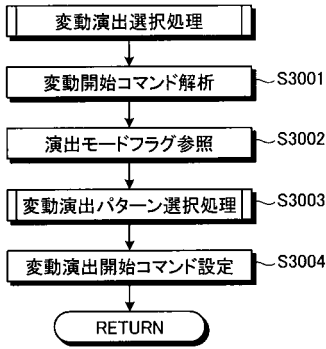 変動演出選択処理
変動開始コマンド解析 S3001
演出モードフラグ参照 S3002
変動演出パターン選択処理 S3003
変動演出開始コマンド設定 S3004
RETURN